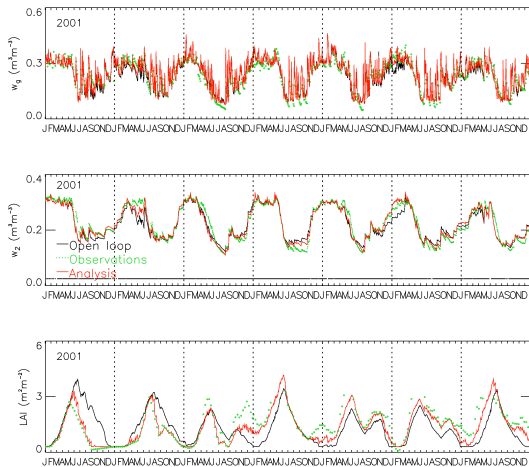 0.6
2001
w_g (m³m⁻³)
0.3
0.0
JFMAMJJASONDJFMAMJJASONDJFMAMJJASONDJFMAMJJASONDJFMAMJJASONDJFMAMJJASONDJFMAMJJASOND
0.4
2001
w₂ (m³m⁻³)
0.2
Open loop
Observations
Analysis
0.0
JFMAMJJASONDJFMAMJJASONDJFMAMJJASONDJFMAMJJASONDJFMAMJJASONDJFMAMJJASONDJFMAMJJASOND
6
2001
LAI (m²m⁻²)
3
0
JFMAMJJASONDJFMAMJJASONDJFMAMJJASONDJFMAMJJASONDJFMAMJJASONDJFMAMJJASONDJFMAMJJASOND